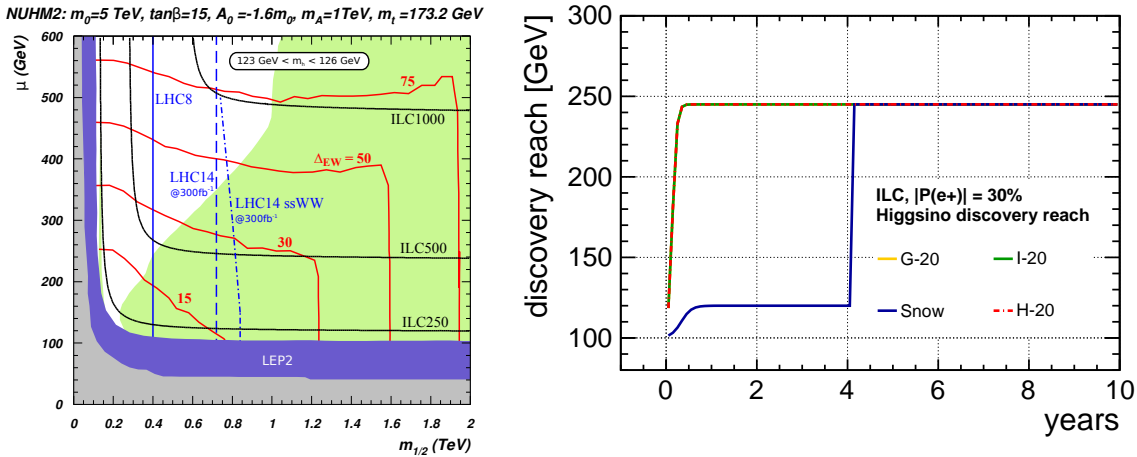 NUHM2: m0=5 TeV, tanβ=15, A0 =-1.6m0, mA=1TeV, mt =173.2 GeV
μ (GeV)
600
500
400
300
200
100
0
123 GeV < mh < 126 GeV
75
LHC8
ILC1000
ΔEW = 50
LHC14
@300fb-1
LHC14 ssWW
@300fb-1
30
ILC500
15
ILC250
LEP2
0 0.2 0.4 0.6 0.8 1 1.2 1.4 1.6 1.8 2
m1/2 (TeV)
discovery reach [GeV]
300
250
200
150
100
ILC, |P(e+)| = 30%
Higgsino discovery reach
G-20 I-20
Snow H-20
0 2 4 6 8 10
years